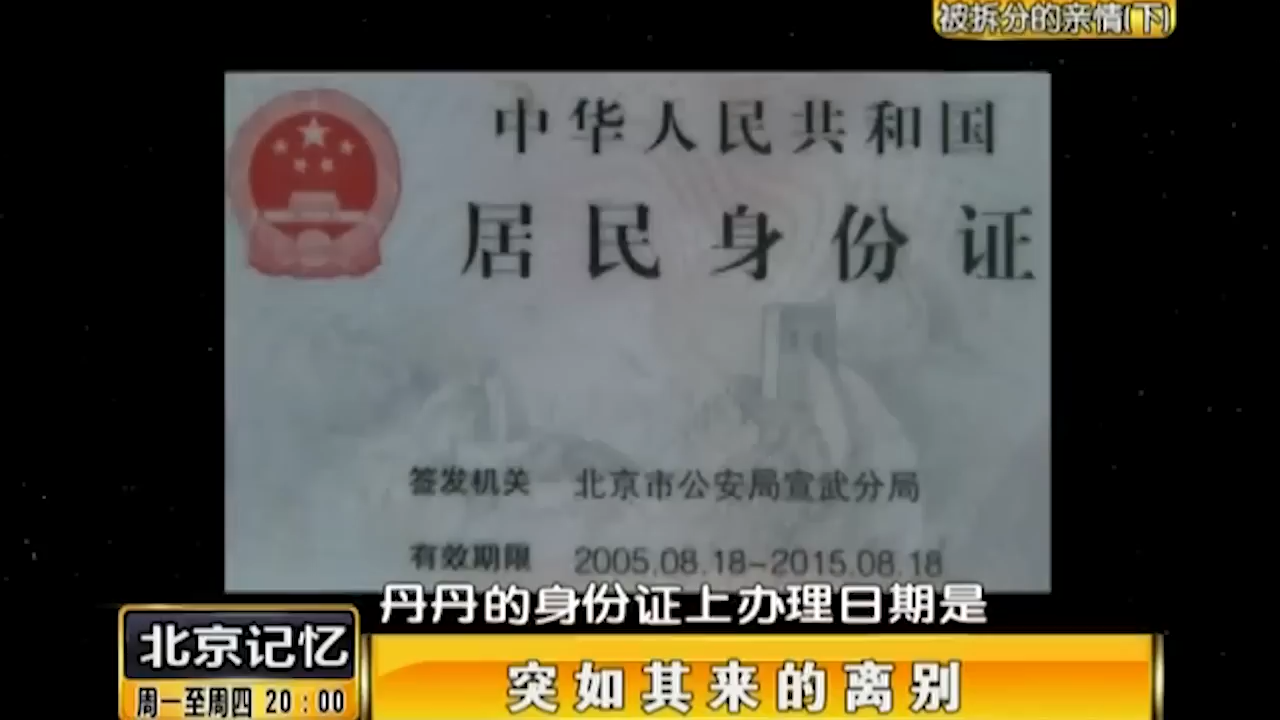 被拆分的亲情(下)
中华人民共和国
居民身份证
签发机关 北京市公安局宣武分局
有效期限 2005.08.18-2015.08.18
丹丹的身份证上办理日期是
北京记忆
周一至周四 20:00
突如其来的离别